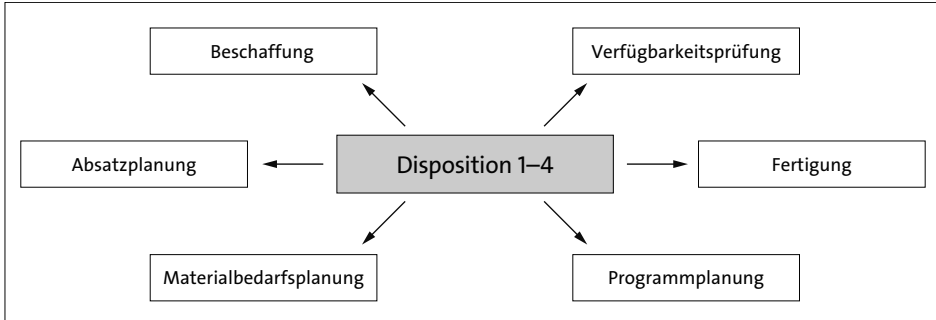 Beschaffung
Verfügbarkeitsprüfung
Absatzplanung
Disposition 1–4
Fertigung
Materialbedarfsplanung
Programmplanung